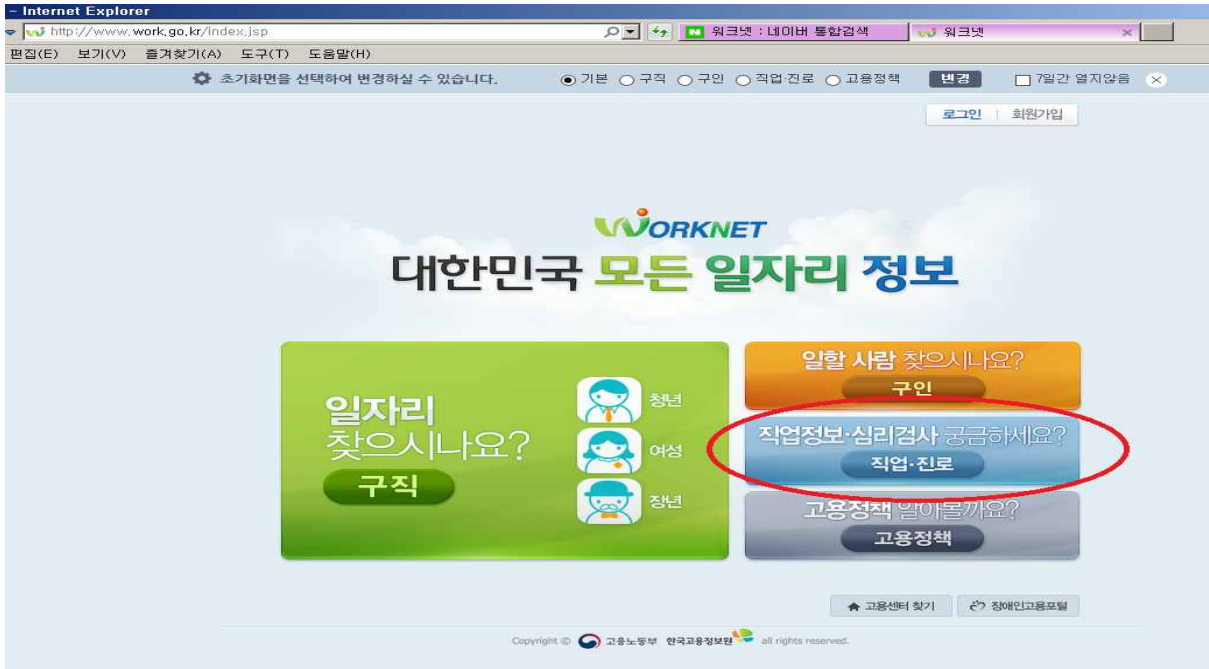 - Internet Explorer
http://www.work.go.kr/index.jsp
워크넷 : 네이버 통합검색
워크넷
편집(E) 보기(V) 즐겨찾기(A) 도구(T) 도움말(H)
초기화면을 선택하여 변경하실 수 있습니다. 기본 구직 구인 직업·진로 고용정책 변경 7일간 열지않음
로그인 회원가입
WORKNET
대한민국 모든 일자리 정보
일자리
찾으시나요?
구직
청년
여성
장년
일할 사람 찾으시나요?
구인
직업정보·심리검사 궁금하세요?
직업·진로
고용정책 알아볼까요?
고용정책
고용센터 찾기 장애인고용포털
Copyright © 고용노동부 한국고용정보원 all rights reserved.